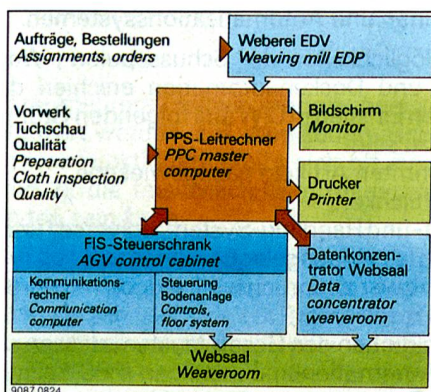 Aufträge, Bestellungen
Assignments, orders
Weberei EDV
Weaving mill EDP
Vorwerk
Tuchschau
Qualität
Preparation
Cloth inspection
Quality
PPS-Leitrechner
PPC master
computer
Bildschirm
Monitor
Drucker
Printer
FIS-Steuerschrank
AGV control cabinet
Kommunikations-
rechner
Communication
computer
Steuerung
Bodenanlage
Controls,
floor system
Datenkonzen-
trator Websaal
Data
concentrator
weaveroom
Websaal
Weaveroom
9087 0824